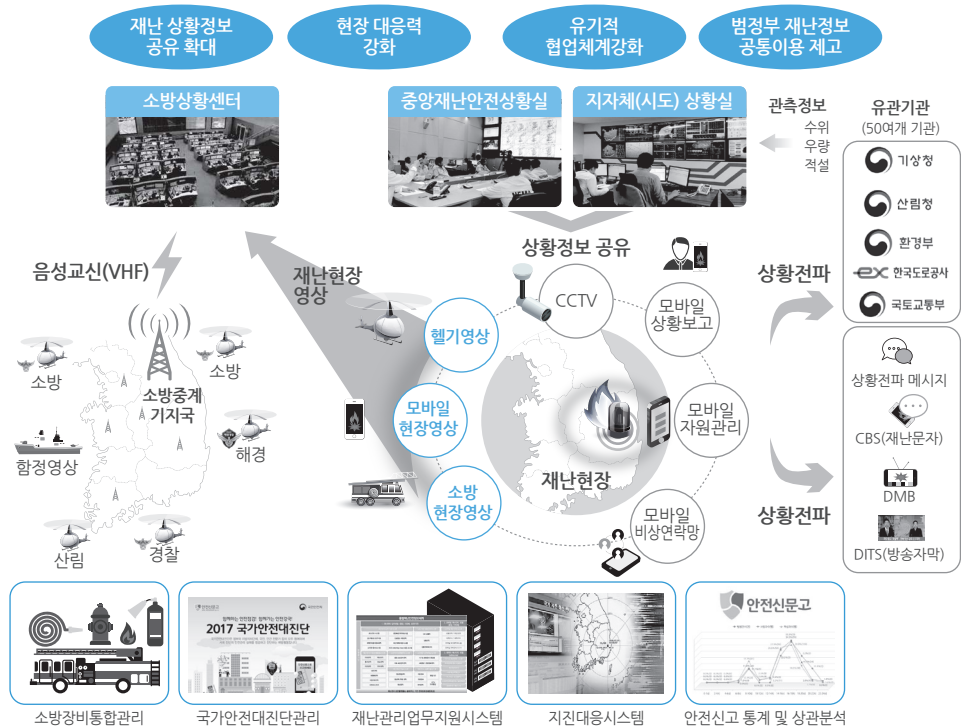 재난 상황정보
공유 확대
현장 대응력
강화
유기적
협업체계강화
범정부 재난정보
공통이용 제고
소방상황센터
중앙재난안전상황실
지자체(시도) 상황실
관측정보
수위
우량
적설
유관기관
(50여개 기관)
기상청
산림청
환경부
ex 한국도로공사
국토교통부
음성교신(VHF)
재난현장
영상
상황정보 공유
상황전파
CCTV
모바일
상황보고
헬기영상
모바일
현장영상
소방
현장영상
모바일
자원관리
모바일
비상연락망
재난현장
소방
소방
소방중계
기지국
함정영상
해경
산림
경찰
상황전파 메시지
CBS(재난문자)
DMB
DITS(방송자막)
상황전파
2017 국가안전대진단
안전신문고
소방장비통합관리
국가안전대진단관리
재난관리업무지원시스템
지진대응시스템
안전신고 통계 및 상관분석